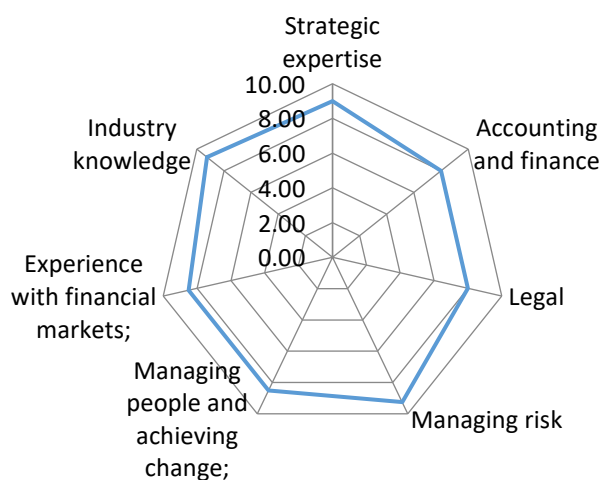 Strategic
expertise
Accounting
and finance
Legal
Managing risk
Managing
people and
achieving
change;
Experience
with financial
markets;
Industry
knowledge
10.00
8.00
6.00
4.00
2.00
0.00